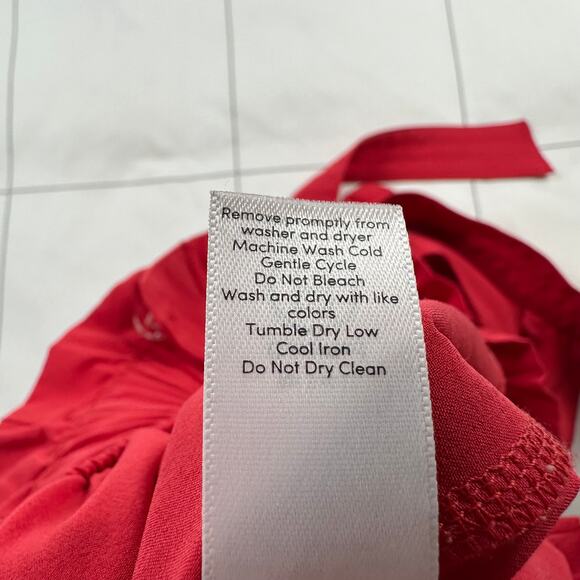 Remove promptly from
washer and dryer
Machine Wash Cold
Gentle Cycle
Do Not Bleach
Wash and dry with like
colors
Tumble Dry Low
Cool Iron
Do Not Dry Clean